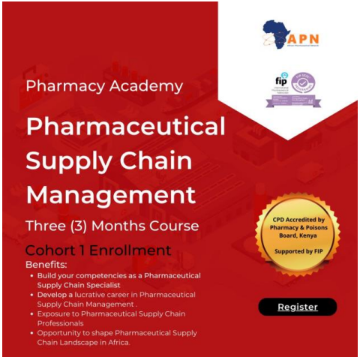 APN
fip
Pharmacy Academy
Pharmaceutical
Supply Chain
Management
Three (3) Months Course
Cohort 1 Enrollment
Benefits:
• Build your competencies as a Pharmaceutical
Supply Chain Specialist
• Develop a lucrative career in Pharmaceutical
Supply Chain Management .
• Exposure to Pharmaceutical Supply Chain
Professionals
• Opportunity to shape Pharmaceutical Supply
Chain Landscape in Africa.
CPD Accredited by
Pharmacy & Poisons
Board, Kenya
Supported by FIP
Register